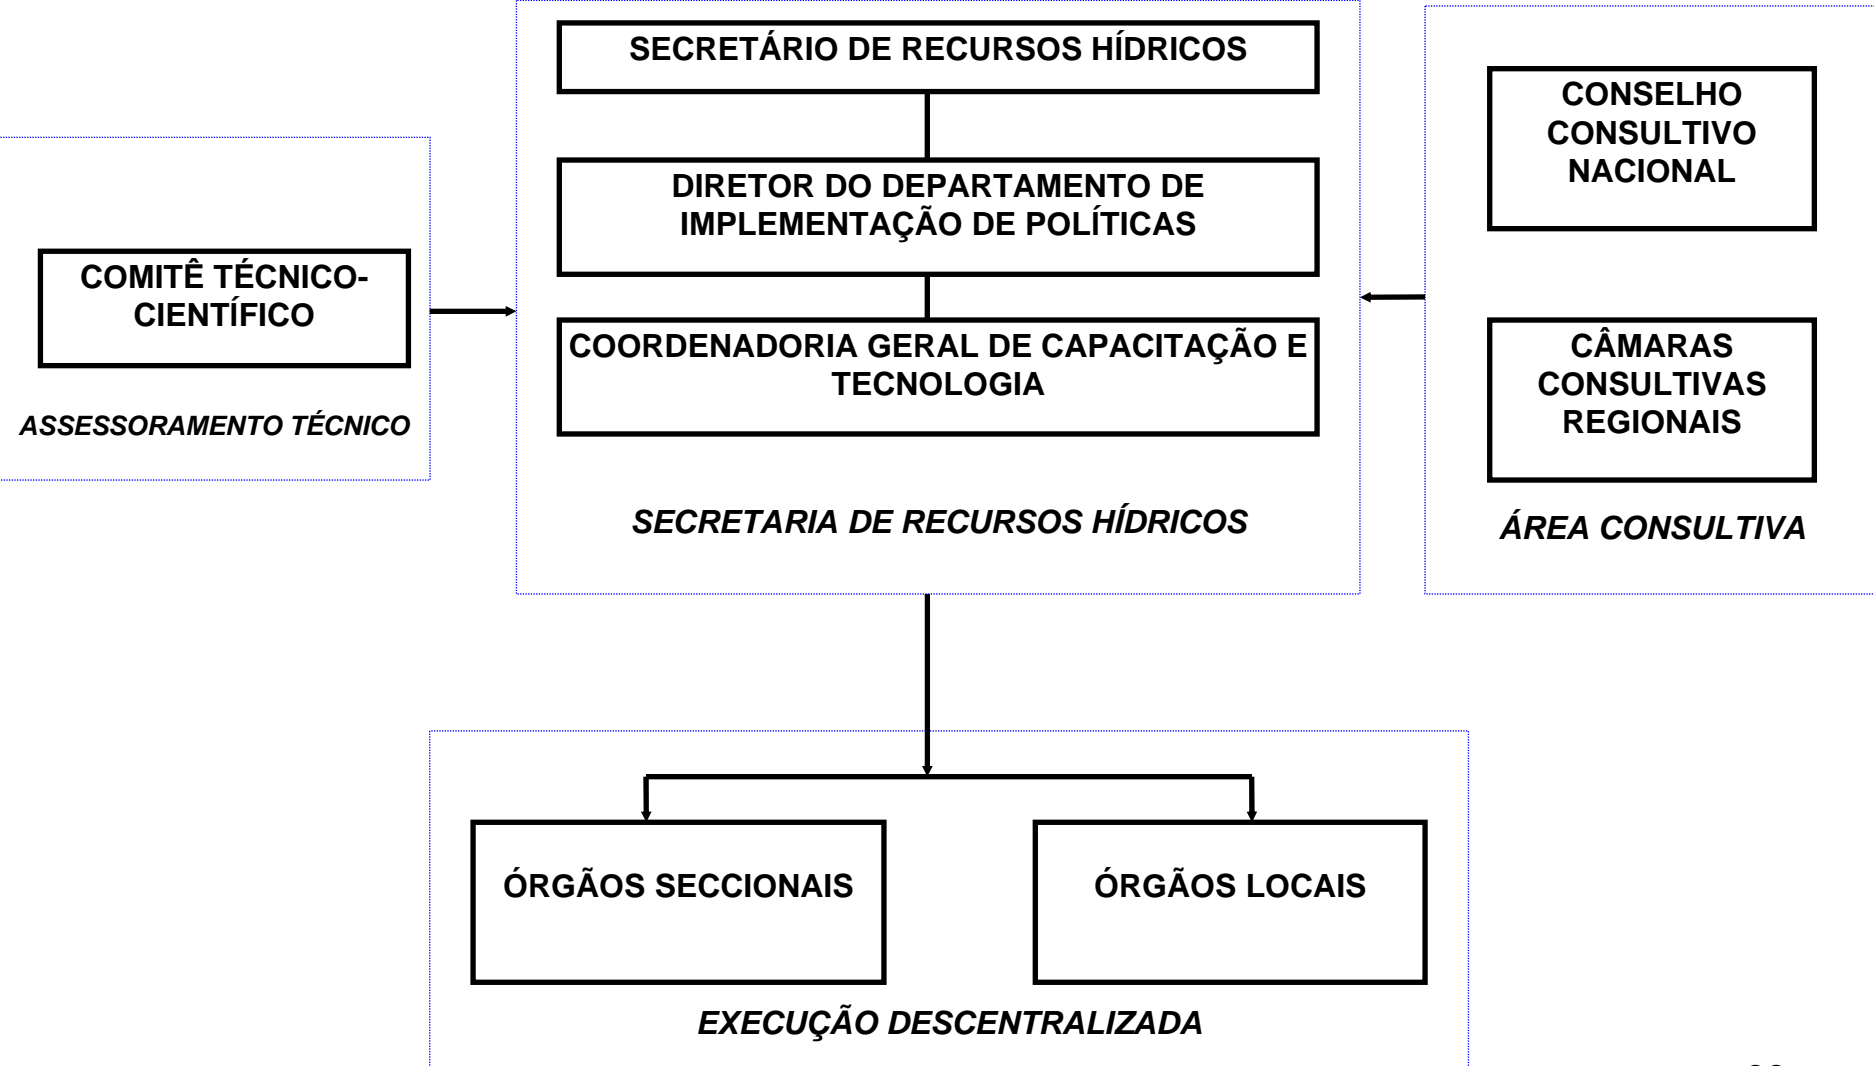 SECRETÁRIO DE RECURSOS HÍDRICOS
DIRETOR DO DEPARTAMENTO DE
IMPLEMENTAÇÃO DE POLÍTICAS
COORDENADORIA GERAL DE CAPACITAÇÃO E
TECNOLOGIA
SECRETARIA DE RECURSOS HÍDRICOS
COMITÊ TÉCNICO-
CIENTÍFICO
ASSESSORAMENTO TÉCNICO
CONSELHO
CONSULTIVO
NACIONAL
CÂMARAS
CONSULTIVAS
REGIONAIS
ÁREA CONSULTIVA
ÓRGÃOS SECCIONAIS
ÓRGÃOS LOCAIS
EXECUÇÃO DESCENTRALIZADA